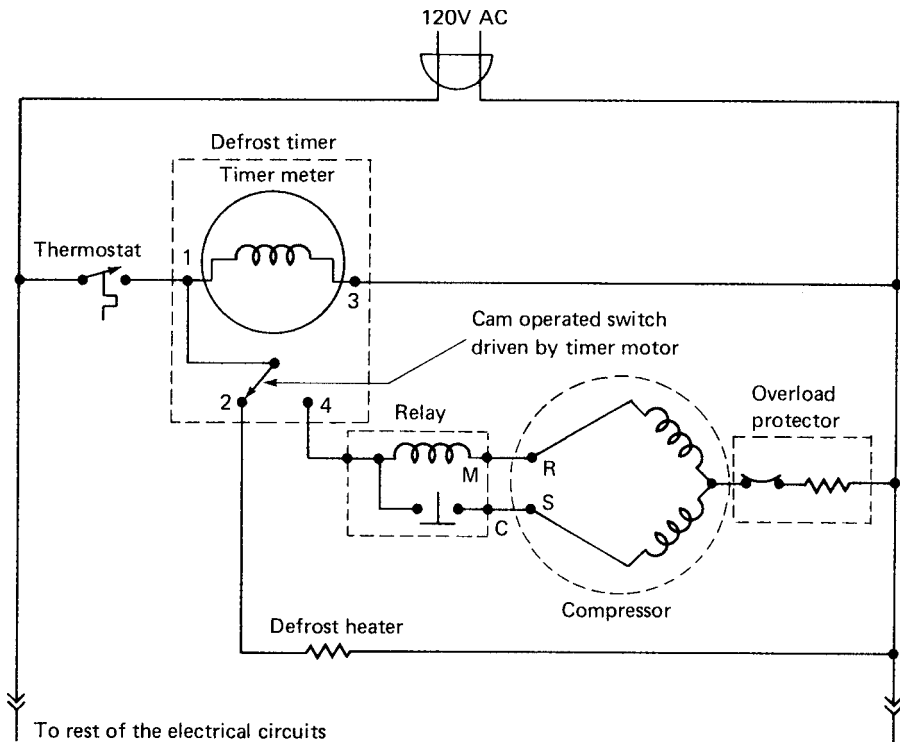 120V AC
Defrost timer
Timer meter
Thermostat
1
3
Cam operated switch
driven by timer motor
2
4
Relay
Overload
protector
M
R
S
C
Compressor
Defrost heater
To rest of the electrical circuits